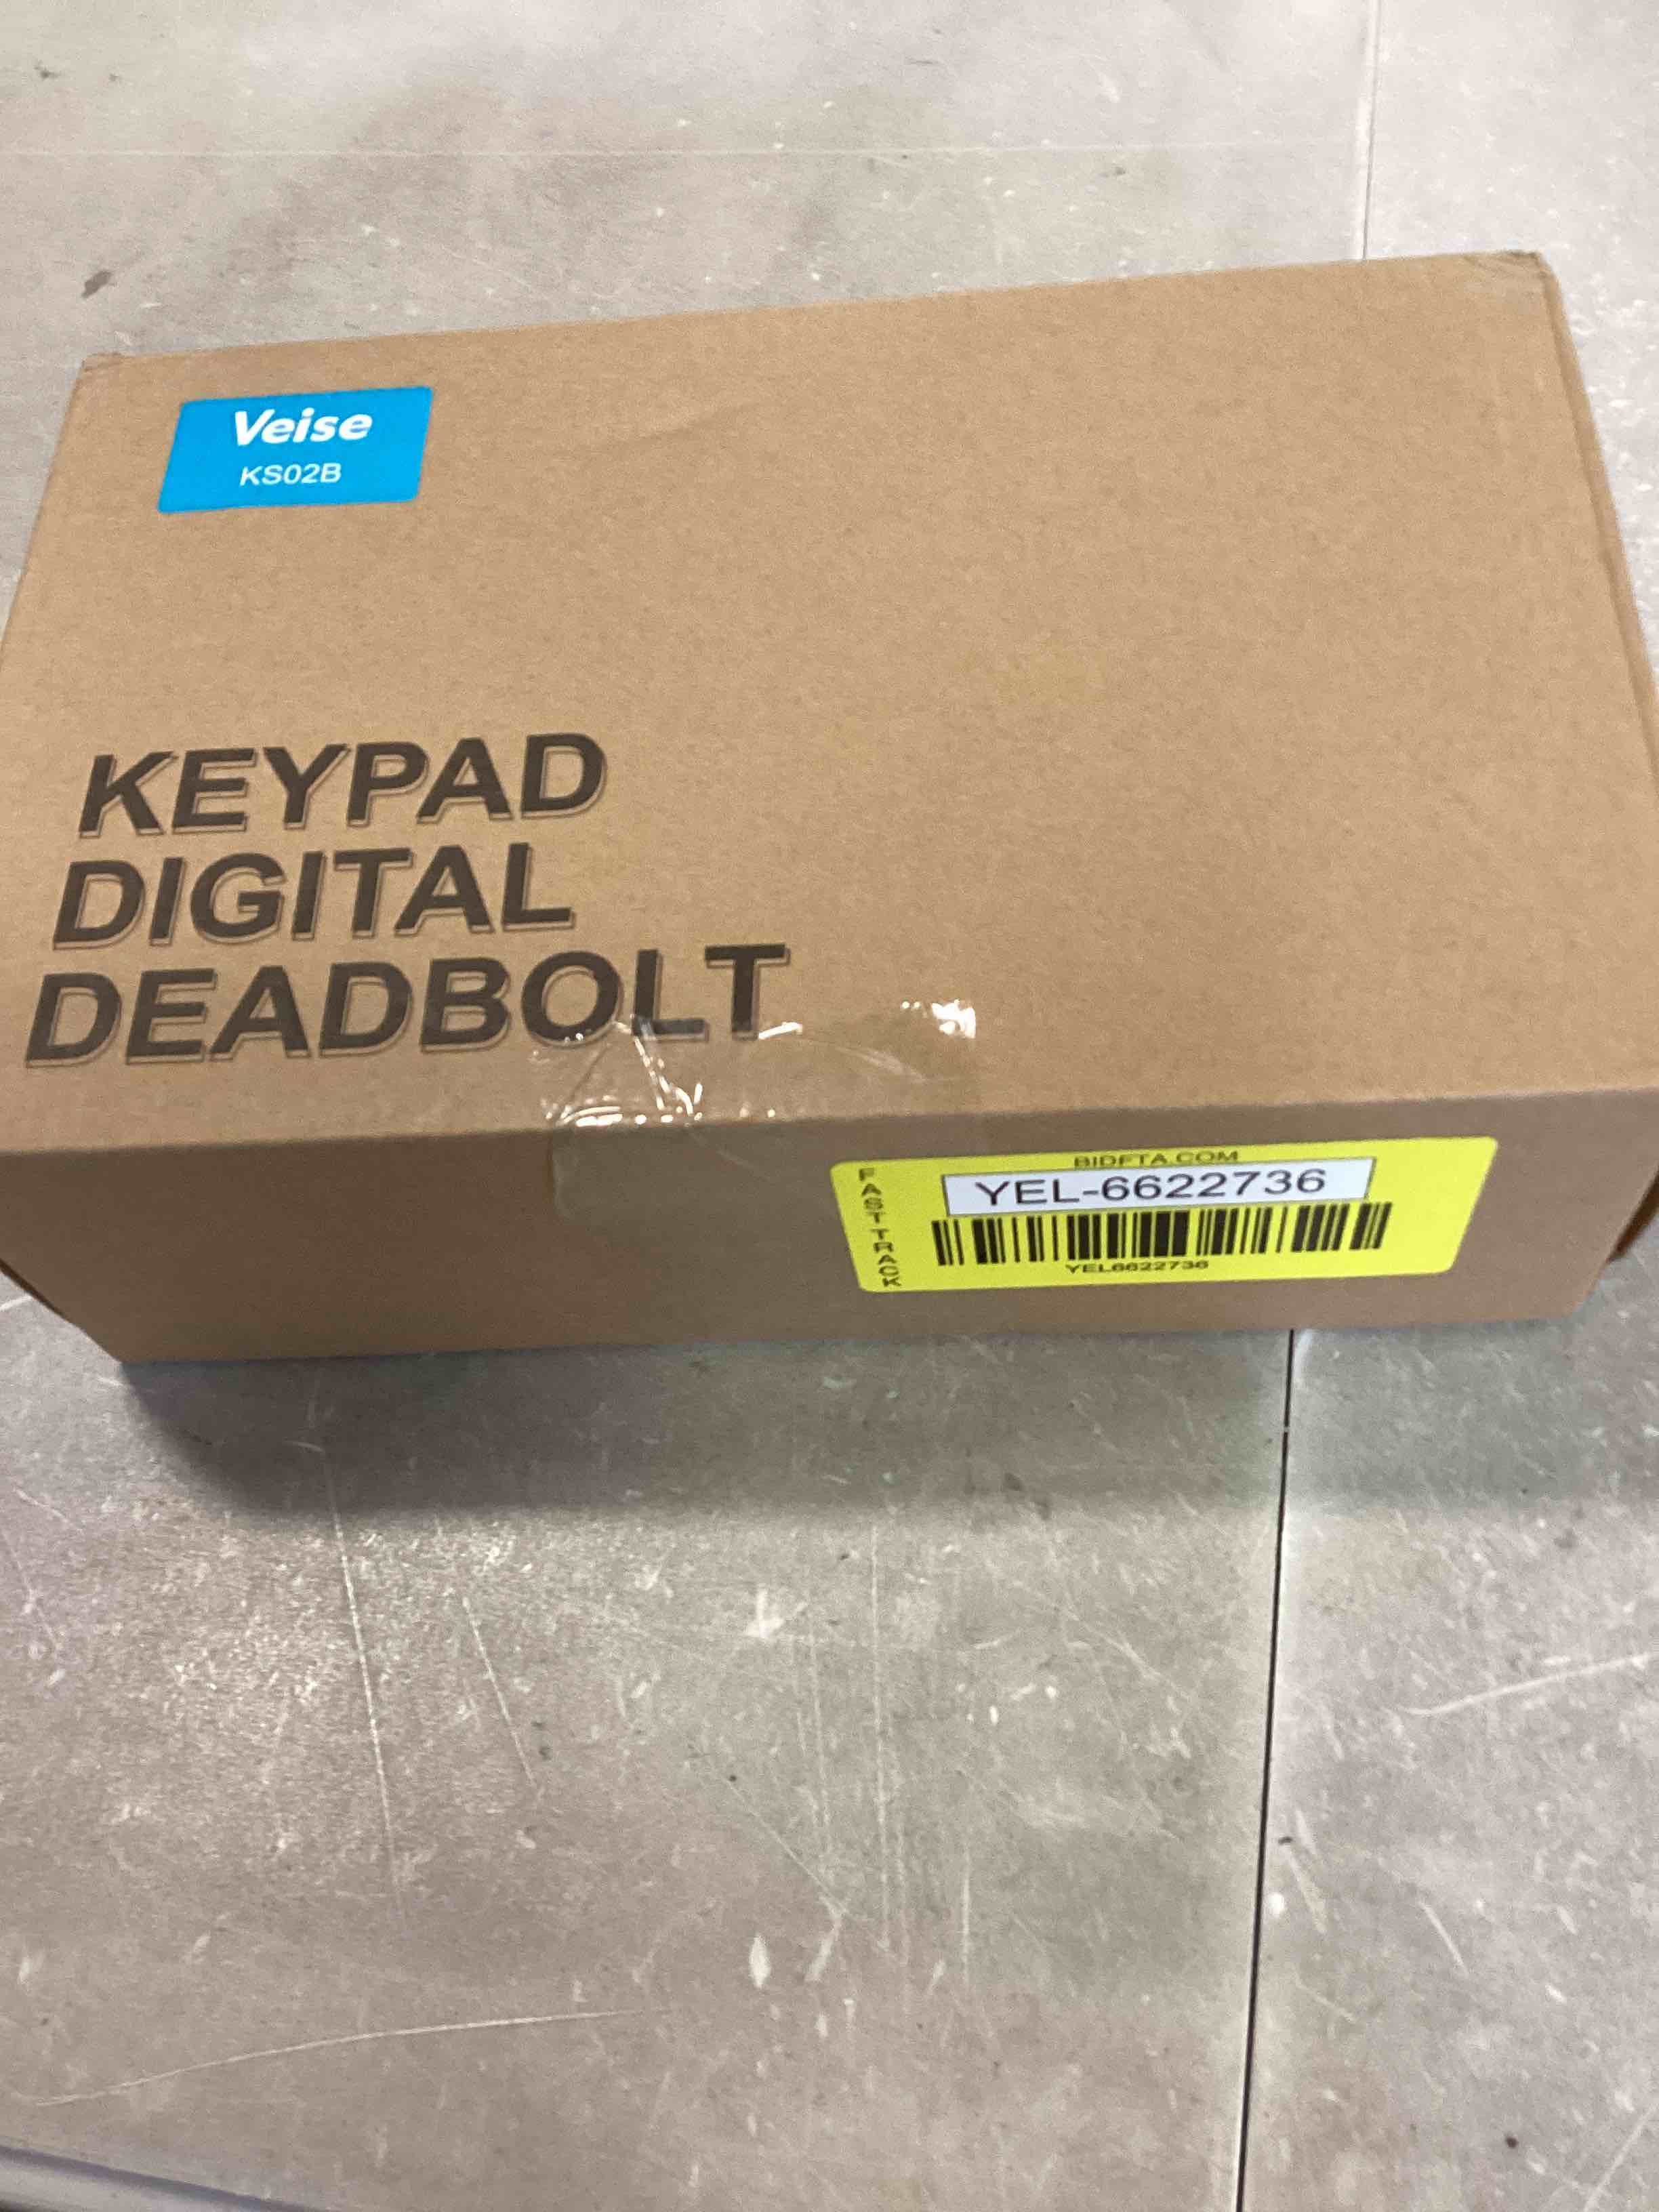 Veise
KS02B
KEYPAD
DIGITAL
DEADBOLT
FAST TRACK
BIDFTA.COM
YEL-6622736
YEL6622736